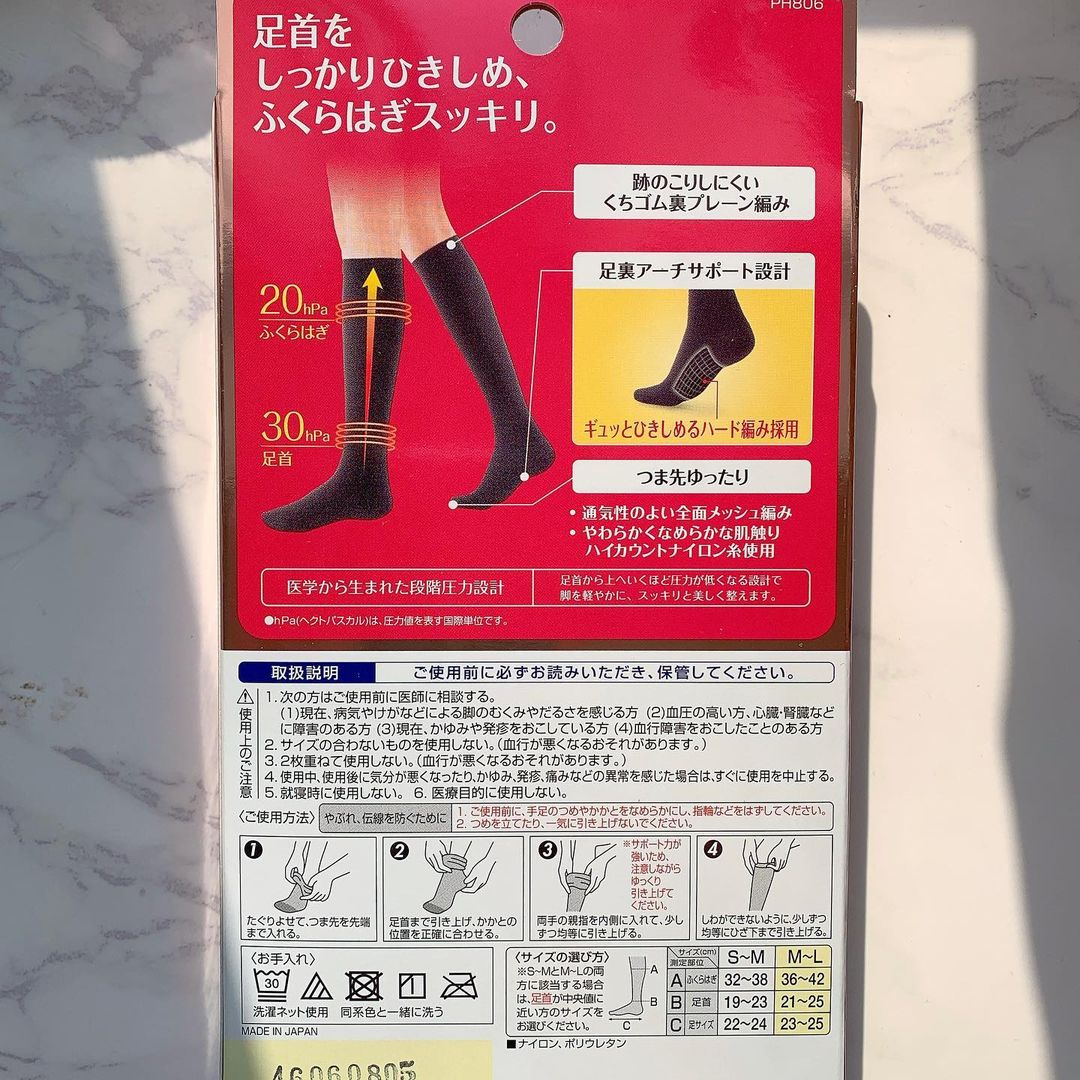 PH806
足首を
しっかりひきしめ、
ふくらはぎスッキリ。
跡のこりしにくい
くちゴム裏プレーン編み
足裏アーチサポート設計
20hPa
ふくらはぎ
30hPa
足首
ギュッとひきしめるハード編み採用
つま先ゆったり
・通気性のよい全面メッシュ編み
・やわらかくなめらかな肌触り
ハイカウントナイロン糸使用
医学から生まれた段階圧力設計
足首から上へいくほど圧力が低くなる設計で
脚を軽やかに、スッキリと美しく整えます。
●hPa(ヘクトパスカル)は、圧力値を表す国際単位です。
取扱説明 ご使用前に必ずお読みいただき、保管してください。
使用上のご注意
1.次の方はご使用前に医師に相談する。
(1)現在、病気やけがなどによる脚のむくみやだるさを感じる方 (2)血圧の高い方、心臓・腎臓など
に障害のある方 (3)現在、かゆみや発疹をおこしている方 (4)血行障害をおこしたことのある方
2.サイズの合わないものを使用しない。(血行が悪くなるおそれがあります。)
3.2枚重ねて使用しない。(血行が悪くなるおそれがあります。)
4.使用中、使用後に気分が悪くなったり、かゆみ、発疹、痛みなどの異常を感じた場合は、すぐに使用を中止する。
5.就寝時に使用しない。 6.医療目的に使用しない。
〈ご使用方法〉 やぶれ、伝線を防ぐために
1.ご使用前に、手足のつめやかかとをなめらかにし、指輪などをはずしてください。
2.つめを立てたり、一気に引き上げないでください。
1
たぐりよせて、つま先を先端
まで入れる。
2
足首まで引き上げ、かかとの
位置を正確に合わせる。
3
※サポート力が
強いため、
注意しながら
ゆっくり
引き上げて
ください。
両手の親指を内側に入れて、少し
ずつ均等に引き上げる。
4
しわができないように、少しずつ
均等にひざ下まで引き上げる。
〈お手入れ〉
30
洗濯ネット使用 同系色と一緒に洗う
〈サイズの選び方〉
※S~MとM~Lの両
方に該当する場合
は、足首が中央値に
近い方のサイズを
お選びください。
A
B
C
サイズ(cm) 測定部位 S~M M~L
A ふくらはぎ 32~38 36~42
B 足首 19~23 21~25
C 足サイズ 22~24 23~25
MADE IN JAPAN
■ナイロン、ポリウレタン
46060805